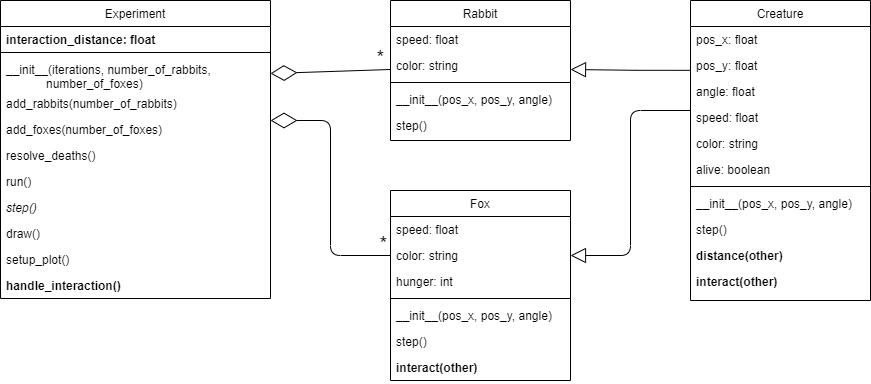 Experiment
interaction_distance: float
__init__(iterations, number_of_rabbits,
number_of_foxes)
add_rabbits(number_of_rabbits)
add_foxes(number_of_foxes)
resolve_deaths()
run()
step()
draw()
setup_plot()
handle_interaction()
*
*
Rabbit
speed: float
color: string
__init__(pos_x, pos_y, angle)
step()
Fox
speed: float
color: string
hunger: int
__init__(pos_x, pos_y, angle)
step()
interact(other)
Creature
pos_x: float
pos_y: float
angle: float
speed: float
color: string
alive: boolean
__init__(pos_x, pos_y, angle)
step()
distance(other)
interact(other)